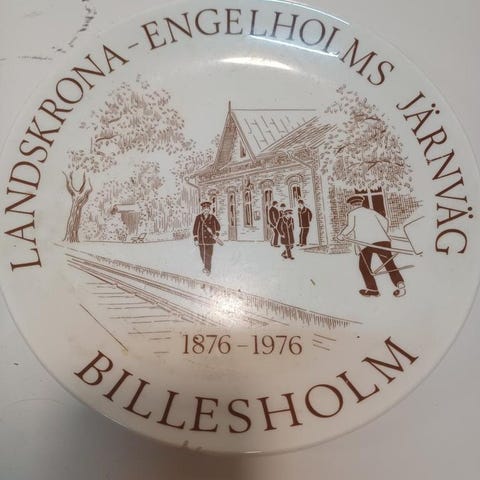 LANDSKRONA - ENGELHOLMS JÄRNVÄG
1876 - 1976
BILLESHOLM